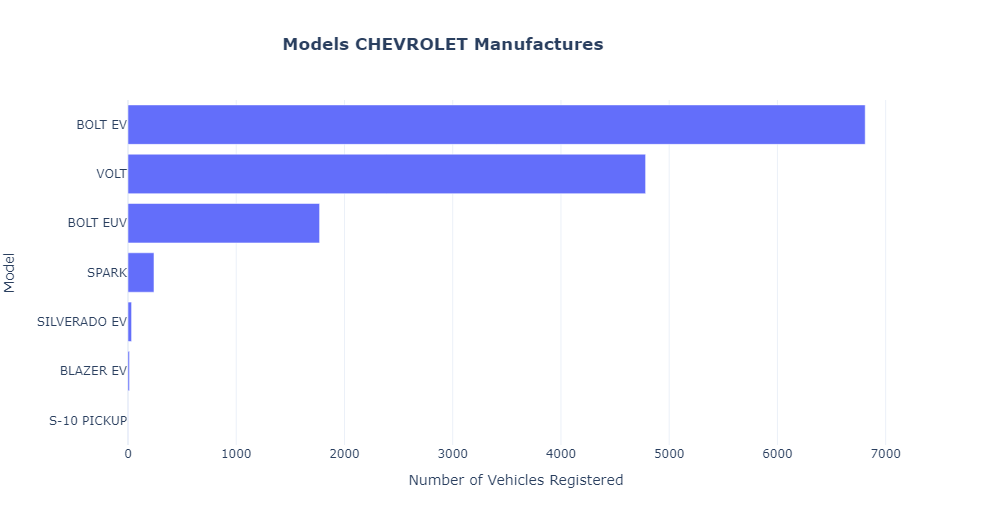 Models CHEVROLET Manufactures
BOLT EV
VOLT
BOLT EUV
SPARK
SILVERADO EV
BLAZER EV
S-10 PICKUP
Model
0 1000 2000 3000 4000 5000 6000 7000
Number of Vehicles Registered